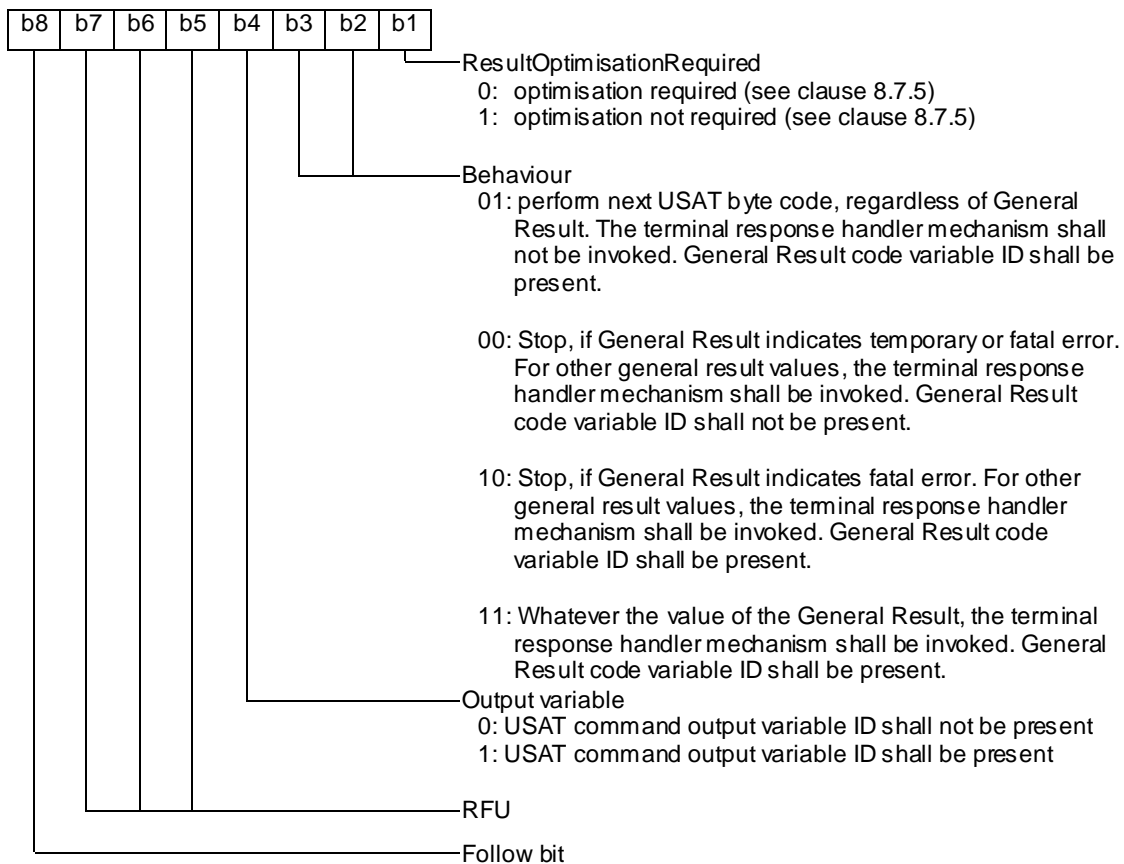 b8 b7 b6 b5 b4 b3 b2 b1
ResultOptimisationRequired
0: optimisation required (see clause 8.7.5)
1: optimisation not required (see clause 8.7.5)
Behaviour
01: perform next USAT byte code, regardless of General
Result. The terminal response handler mechanism shall
not be invoked. General Result code variable ID shall be
present.
00: Stop, if General Result indicates temporary or fatal error.
For other general result values, the terminal response
handler mechanism shall be invoked. General Result
code variable ID shall not be present.
10: Stop, if General Result indicates fatal error. For other
general result values, the terminal response handler
mechanism shall be invoked. General Result code
variable ID shall be present.
11: Whatever the value of the General Result, the terminal
response handler mechanism shall be invoked. General
Result code variable ID shall be present.
Output variable
0: USAT command output variable ID shall not be present
1: USAT command output variable ID shall be present
RFU
Follow bit